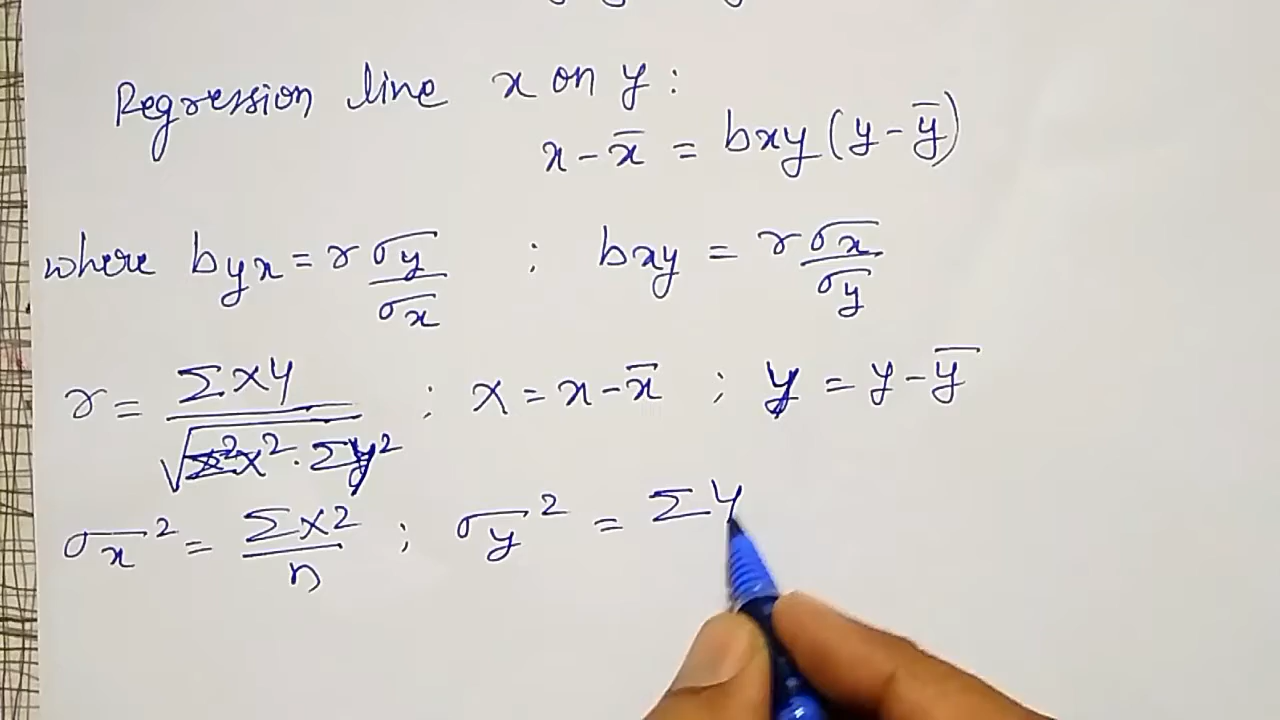 Regression line x on y :
x - x̅ = bxy (y - y̅)
where byx = r σy/σx ; bxy = r σx/σy
r = ΣXY/√(ΣX² · Σy²) ; X = x - x̅ ; y = y - y̅
σx² = ΣX²/n ; σy² = ΣY